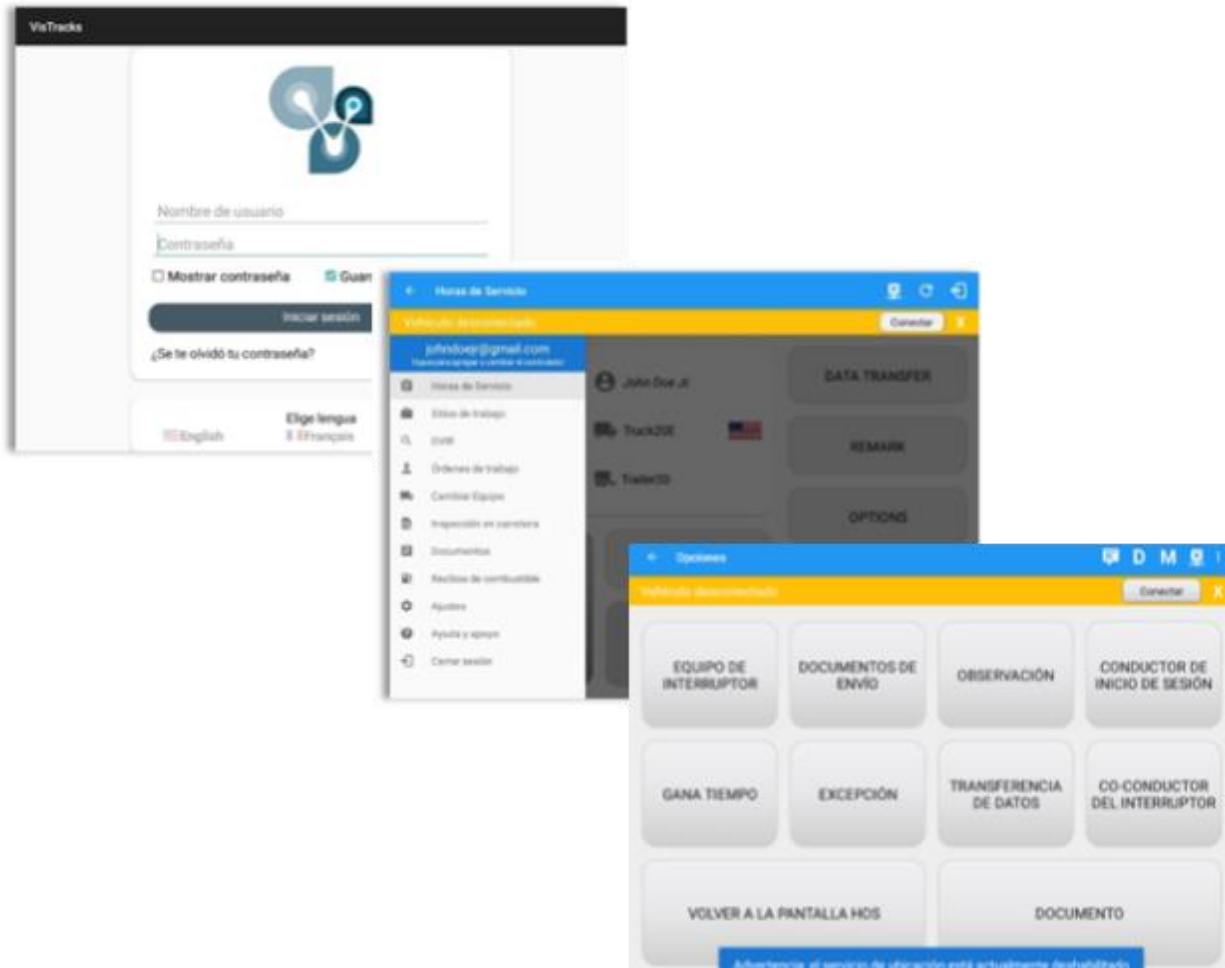 VisTracks
Nombre de usuario
Contraseña
Mostrar contraseña
Guar
Iniciar sesión
¿Se te olvidó tu contraseña?
Elige lengua
English
Français
Horas de Servicio
Vehículo desconectado
Conectar
X
johndoejr@gmail.com
Horas de Servicio
Sitios de trabajo
DVIR
Órdenes de trabajo
Cambiar Equipo
Inspección en carretera
Documentos
Recibos de combustible
Ajustes
Ayuda y apoyo
Cerrar sesión
John Doe Jr
Truck20E
DATA TRANSFER
REMARK
OPTIONS
Opciones
D M
Vehículo desconectado
Conectar
X
EQUIPO DE
INTERRUPTOR
DOCUMENTOS DE
ENVÍO
OBSERVACIÓN
CONDUCTOR DE
INICIO DE SESIÓN
GANA TIEMPO
EXCEPCIÓN
TRANSFERENCIA
DE DATOS
CO-CONDUCTOR
DEL INTERRUPTOR
VOLVER A LA PANTALLA HOS
DOCUMENTO
Advertencia: el servicio de ubicación está actualmente deshabilitado